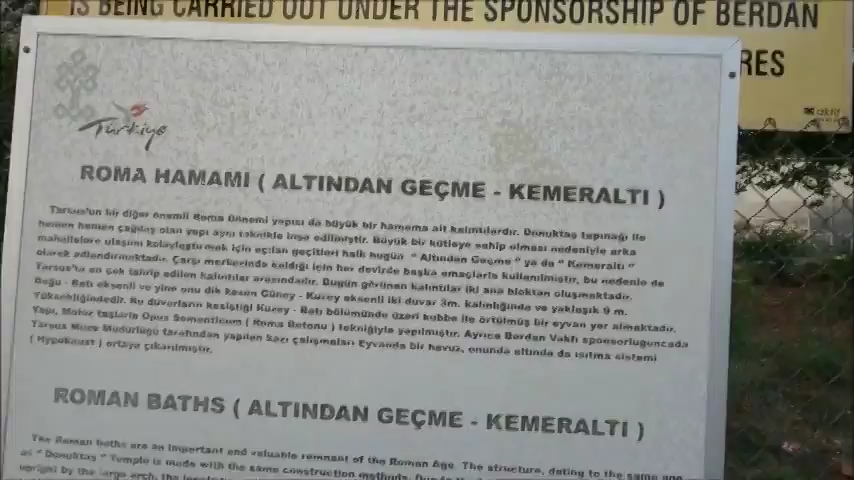 IS BEING CARRIED OUT UNDER THE SPONSORSHIP OF BERDAN
RES
aktif
Türkiye
ROMA HAMAMI ( ALTINDAN GEÇME - KEMERALTI )
Tarsus'un bir diğer önemli Roma Dönemi yapısı da büyük bir hamama ait kalıntılardır. Donuktaş tapınağı ile
hemen hemen çağdaş olan yapı aynı teknikle inşa edilmiştir. Büyük bir kütleye sahip olması nedeniyle arka
mahallelere ulaşımı kolaylaştırmak için açılan geçitleri halk bugün " Altından Geçme " ya da " Kemeraltı "
olarak adlandırmaktadır. Çarşı merkezinde kaldığı için her devirde başka amaçlarla kullanılmıştır, bu nedenle de
Tarsus'ta en çok tahrip edilen kalıntılar arasındadır. Bugün görünen kalıntılar iki ana bloktan oluşmaktadır.
Doğu - Batı eksenli ve yine onu dik kesen Güney - Kuzey eksenli iki duvar 3m. kalınlığında ve yaklaşık 9 m.
Yüksekliğindedir. Bu duvarların kesiştiği Kuzey - Batı bölümünde üzeri kubbe ile örtülmüş bir eyvan yer almaktadır.
Yapı, Moloz taşlarla Opus Sementicum ( Roma Betonu ) tekniğiyle yapılmıştır. Ayrıca Berdan Vakfı sponsorluğuncada
Tarsus Müze Müdürlüğü tarafından yapılan kazı çalışmaları Eyvanda bir havuz, onunda altında da ısıtma sistemi
( Hypokaust ) ortaya çıkarılmıştır.
ROMAN BATHS ( ALTINDAN GEÇME - KEMERALTI )
The Roman baths are an important and valuable remnant of the Roman Age. The structure, dating to the same age
as " Donuktaş " Temple is made with the same construction methods.
by the large arch, the